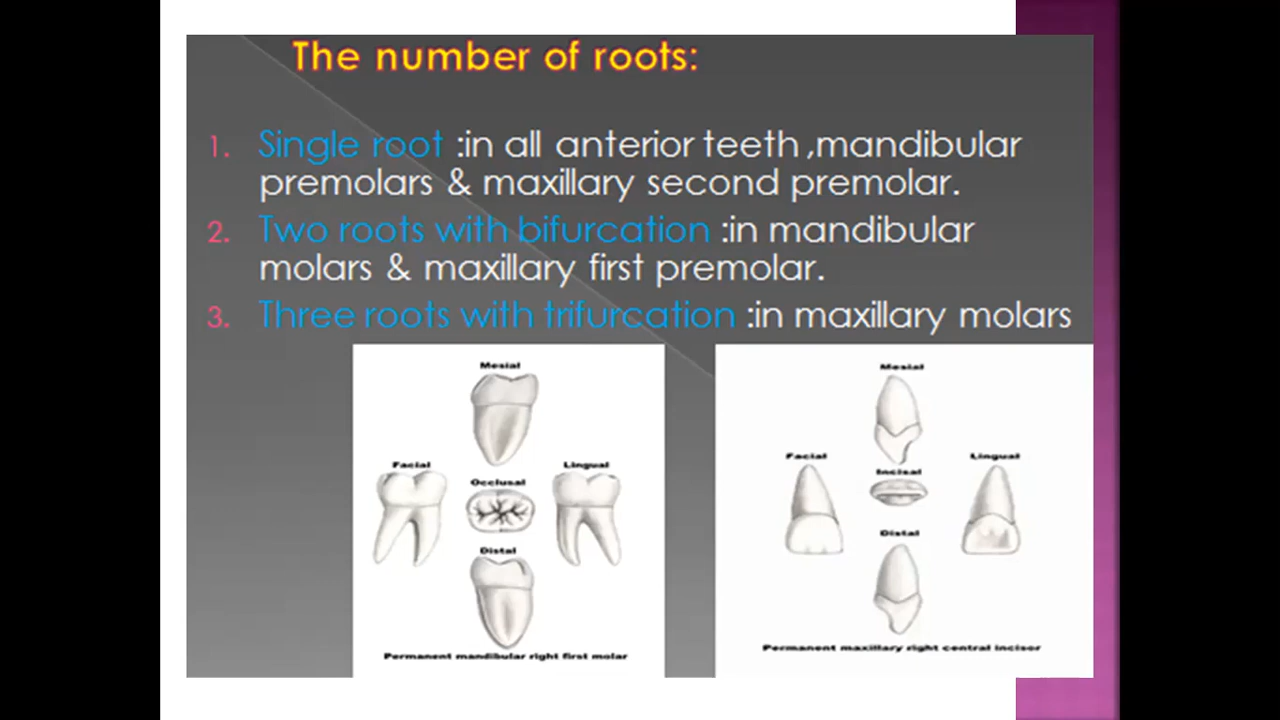 The number of roots:
1. Single root :in all anterior teeth ,mandibular
premolars & maxillary second premolar.
2. Two roots with bifurcation :in mandibular
molars & maxillary first premolar.
3. Three roots with trifurcation :in maxillary molars
Mesial
Facial
Lingual
Occlusal
Distal
Permanent mandibular right first molar
Mesial
Facial
Lingual
Incisal
Distal
Permanent maxillary right central incisor